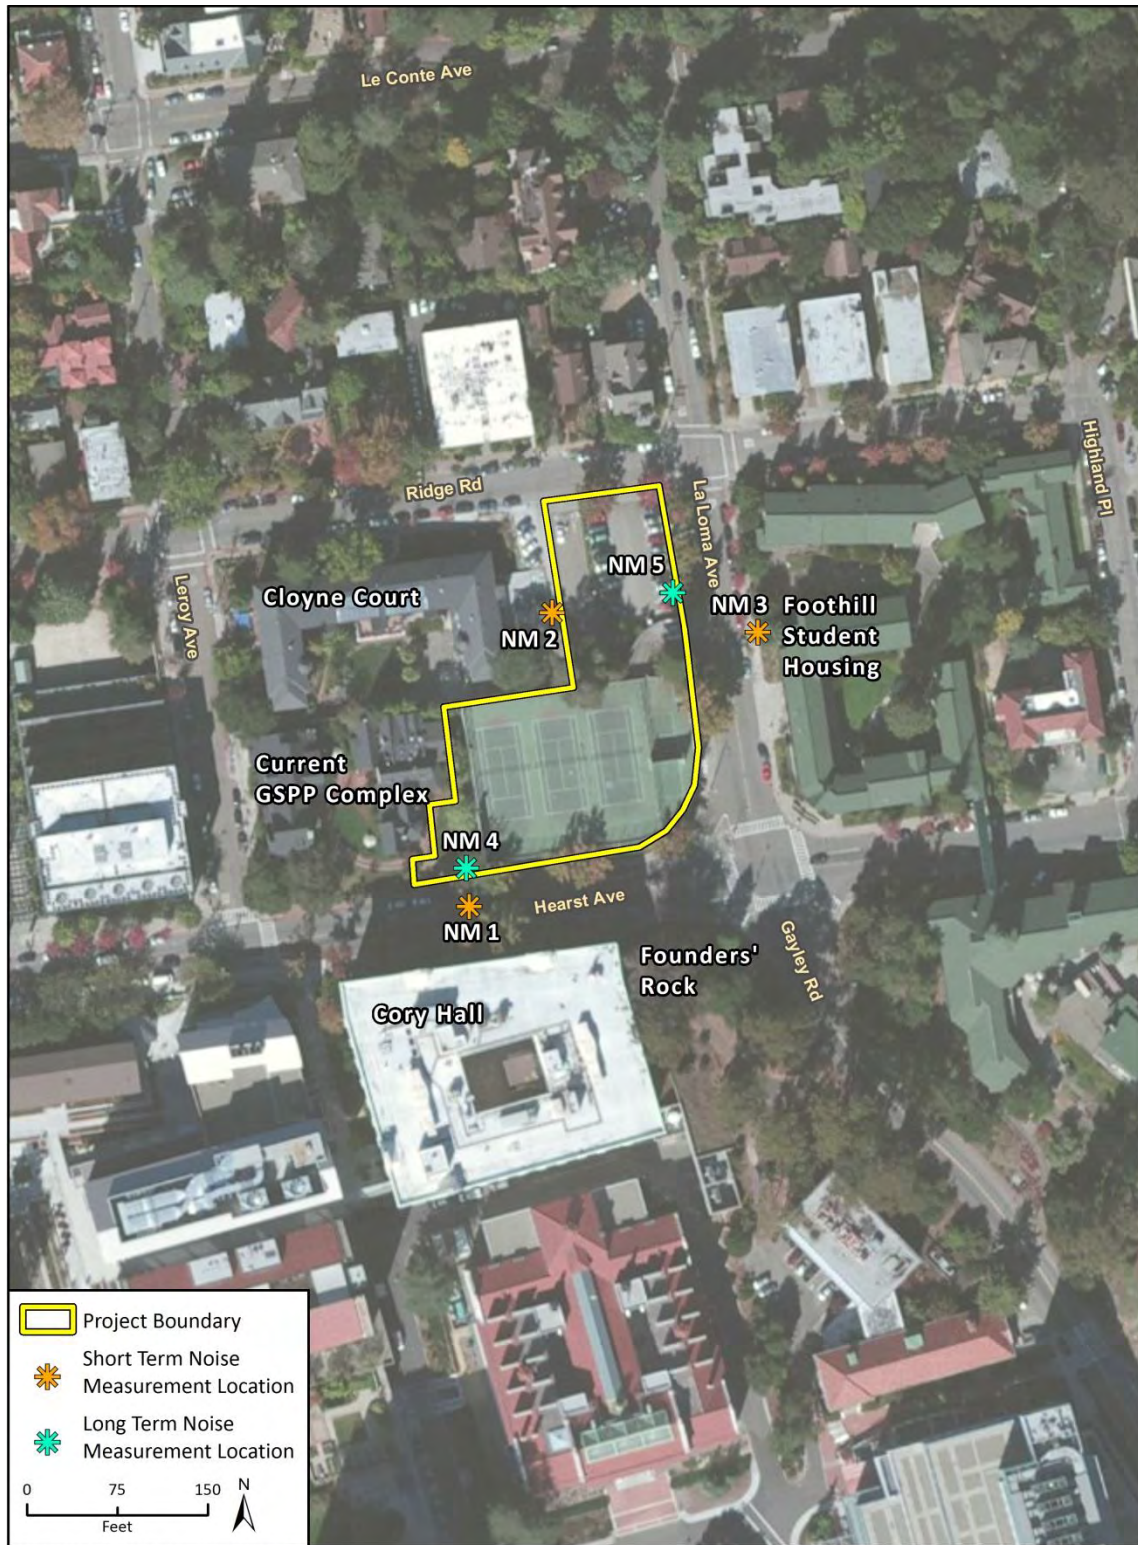 Le Conte Ave
Highland Pl
Ridge Rd
La Loma Ave
NM 5
Leroy Ave
Cloyne Court
NM 3
Foothill
Student
Housing
NM 2
Current
GSPP Complex
NM 4
Hearst Ave
NM 1
Gayley Rd
Founders'
Rock
Cory Hall
Project Boundary
Short Term Noise
Measurement Location
Long Term Noise
Measurement Location
0 75 150
Feet
N